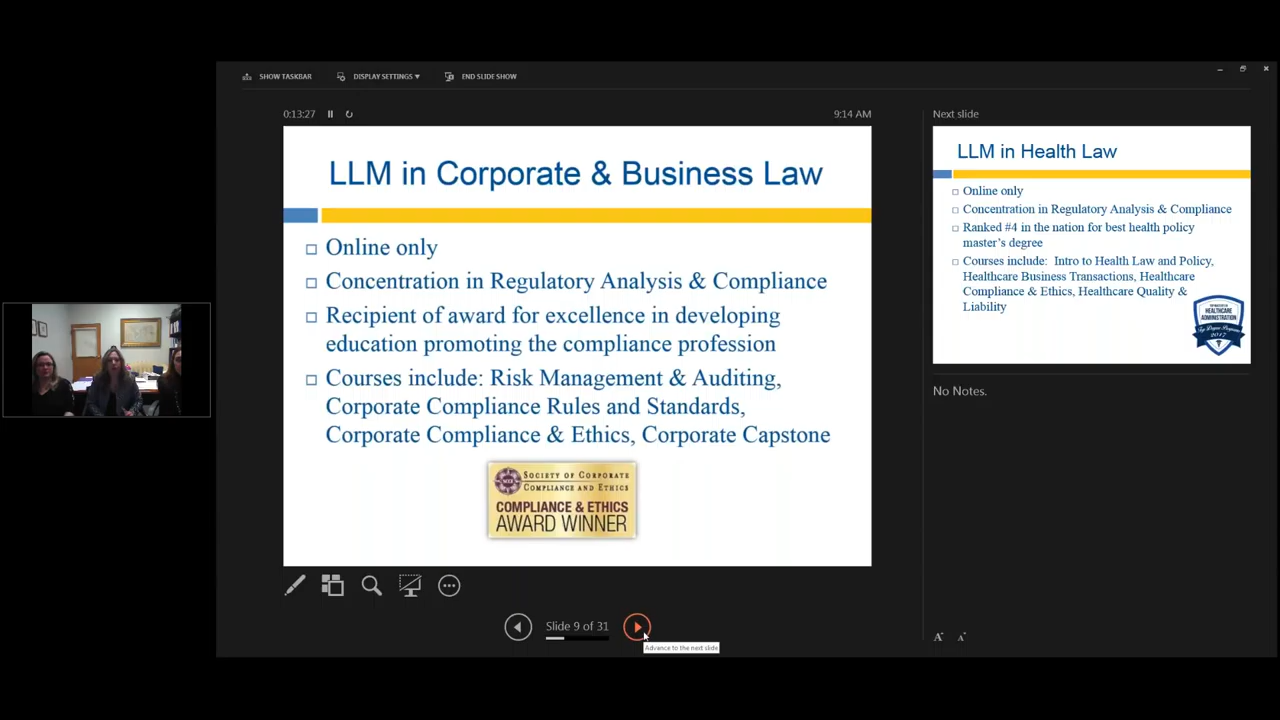 SHOW TASKBAR
DISPLAY SETTINGS
END SLIDE SHOW
0:13:27
9:14 AM
LLM in Corporate & Business Law
Online only
Concentration in Regulatory Analysis & Compliance
Recipient of award for excellence in developing
education promoting the compliance profession
Courses include: Risk Management & Auditing,
Corporate Compliance Rules and Standards,
Corporate Compliance & Ethics, Corporate Capstone
SOCIETY OF CORPORATE
COMPLIANCE AND ETHICS
COMPLIANCE & ETHICS
AWARD WINNER
Slide 9 of 31
Advance to the next slide
Next slide
LLM in Health Law
Online only
Concentration in Regulatory Analysis & Compliance
Ranked #4 in the nation for best health policy
master's degree
Courses include: Intro to Health Law and Policy,
Healthcare Business Transactions, Healthcare
Compliance & Ethics, Healthcare Quality &
Liability
HEALTHCARE
ADMINISTRATION
2017
No Notes.
A
A